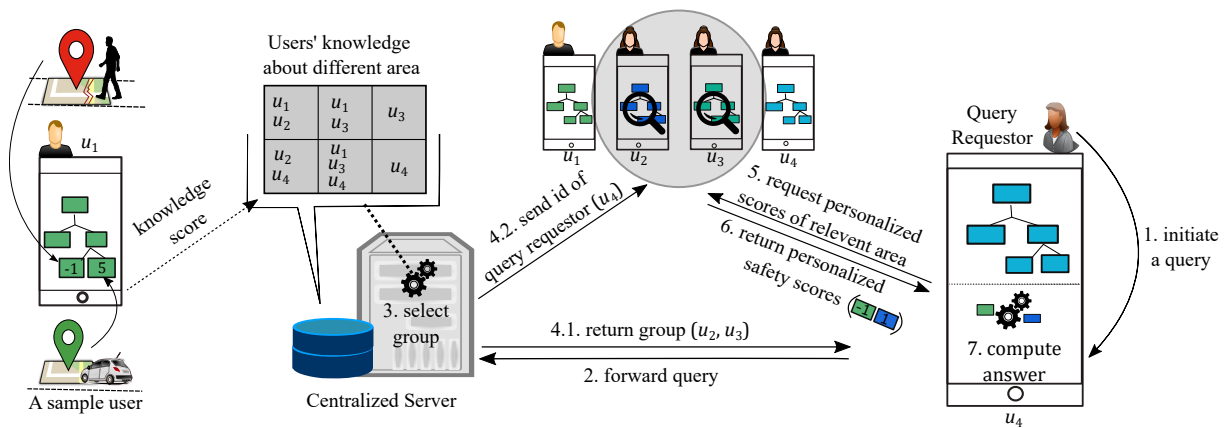 u1
-1 5
A sample user
knowledge
score
Users' knowledge
about different area
u1
u2
u1
u3
u3
u2
u4
u1
u3
u4
u4
3. select
group
Centralized Server
u1 u2 u3 u4
4.2. send id of
query requestor (u4)
5. request personalized
scores of relevent area
6. return personalized
safety scores (-1 1)
4.1. return group (u2, u3)
2. forward query
Query
Requestor
1. initiate
a query
7. compute
answer
u4